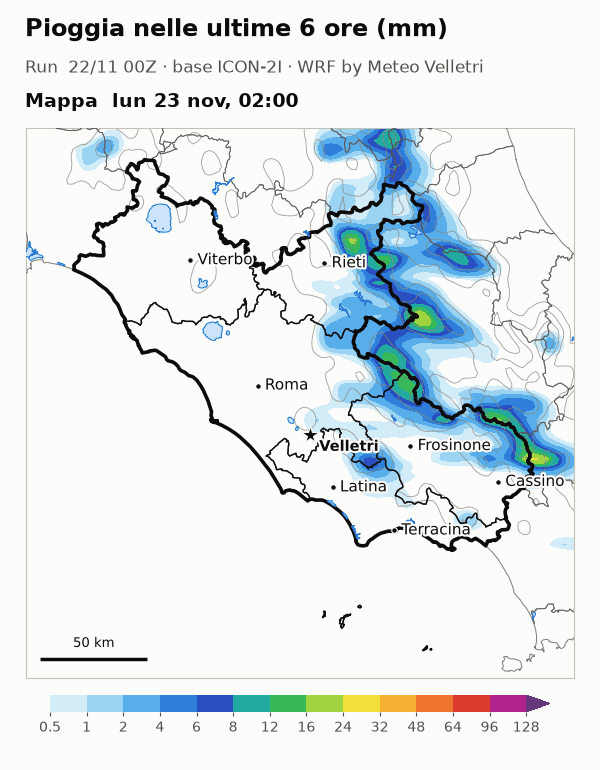 Pioggia nelle ultime 6 ore (mm)
Run  22/11 00Z · base ICON-2I · WRF by Meteo Velletri
Mappa  lun 23 nov, 02:00
Viterbo
Rieti
Roma
Velletri
Frosinone
Latina
Cassino
Terracina
50 km
0.5 1 2 4 6 8 12 16 24 32 48 64 96 128